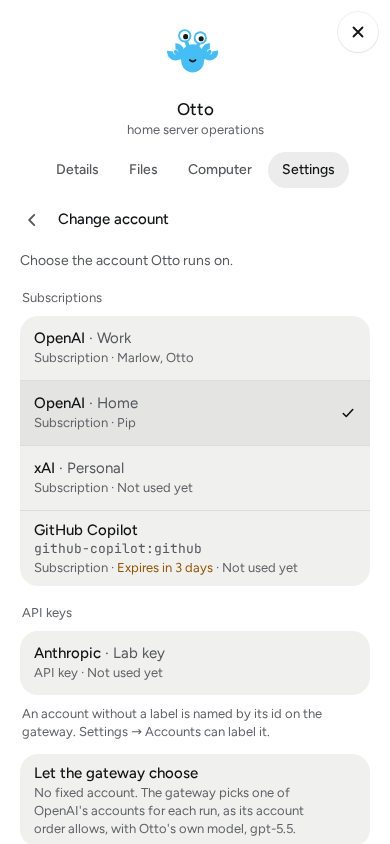 Otto
home server operations
Details Files Computer Settings
Change account
Choose the account Otto runs on.
Subscriptions
OpenAI · Work
Subscription · Marlow, Otto
OpenAI · Home
Subscription · Pip
xAI · Personal
Subscription · Not used yet
GitHub Copilot
github-copilot:github
Subscription · Expires in 3 days · Not used yet
API keys
Anthropic · Lab key
API key · Not used yet
An account without a label is named by its id on the
gateway. Settings → Accounts can label it.
Let the gateway choose
No fixed account. The gateway picks one of
OpenAI's accounts for each run, as its account
order allows, with Otto's own model, gpt-5.5.